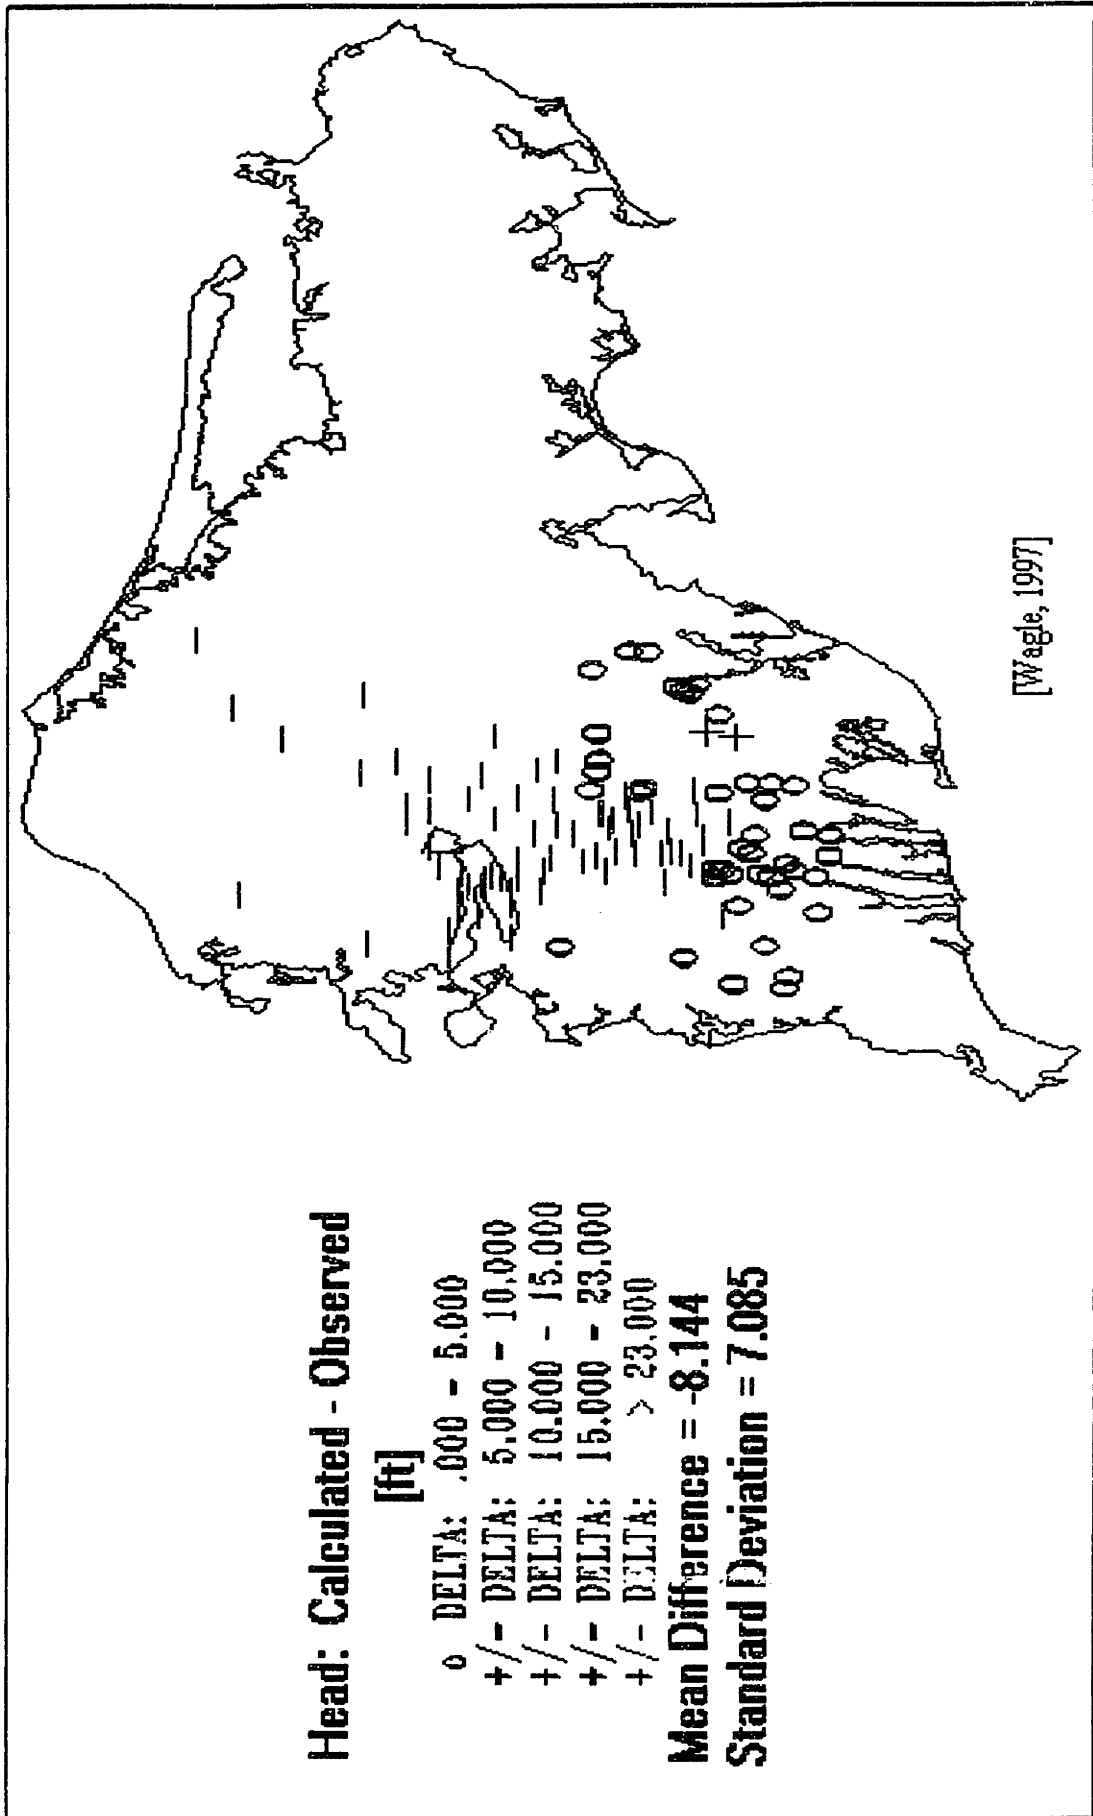 Head: Calculated - Observed
[ft]
o DELTA: .000 - 5.000
+/- DELTA: 5.000 - 10.000
+/- DELTA: 10.000 - 15.000
+/- DELTA: 15.000 - 23.000
+/- DELTA: > 23.000
Mean Difference = -8.144
Standard Deviation = 7.085
[Wagle, 1997]